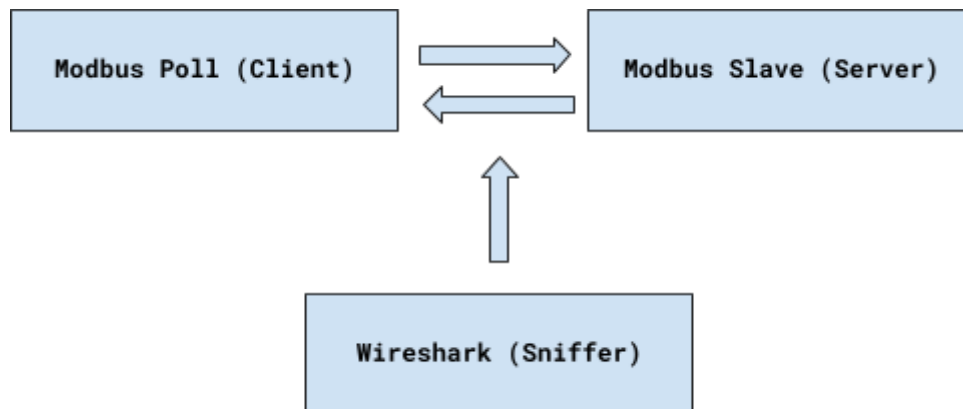 Modbus Poll (Client)
Modbus Slave (Server)
Wireshark (Sniffer)